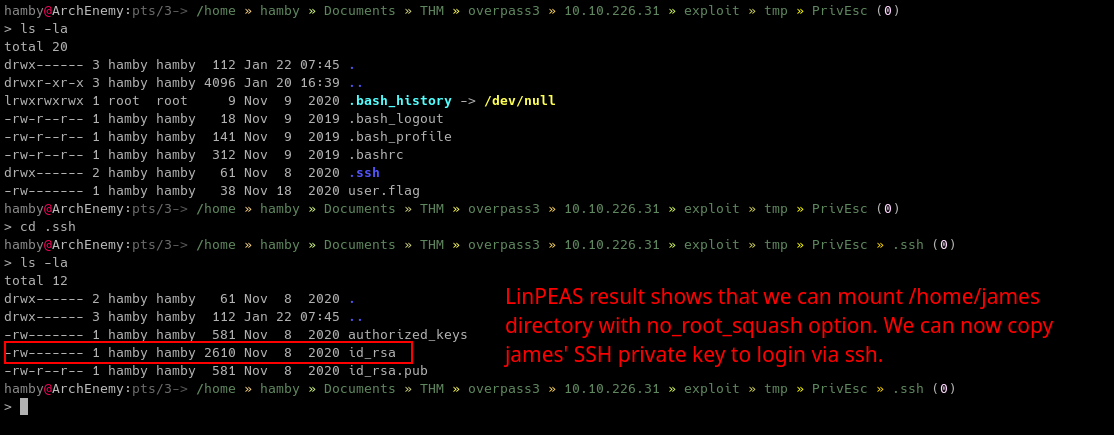 hamby@ArchEnemy:pts/3-> /home » hamby » Documents » THM » overpass3 » 10.10.226.31 » exploit » tmp » PrivEsc (0)
> ls -la
total 20
drwx------ 3 hamby hamby  112 Jan 22 07:45 .
drwxr-xr-x 3 hamby hamby 4096 Jan 20 16:39 ..
lrwxrwxrwx 1 root  root     9 Nov  9  2020 .bash_history -> /dev/null
-rw-r--r-- 1 hamby hamby   18 Nov  9  2019 .bash_logout
-rw-r--r-- 1 hamby hamby  141 Nov  9  2019 .bash_profile
-rw-r--r-- 1 hamby hamby  312 Nov  9  2019 .bashrc
drwx------ 2 hamby hamby   61 Nov  8  2020 .ssh
-rw------- 1 hamby hamby   38 Nov 18  2020 user.flag
hamby@ArchEnemy:pts/3-> /home » hamby » Documents » THM » overpass3 » 10.10.226.31 » exploit » tmp » PrivEsc (0)
> cd .ssh
hamby@ArchEnemy:pts/3-> /home » hamby » Documents » THM » overpass3 » 10.10.226.31 » exploit » tmp » PrivEsc » .ssh (0)
> ls -la
total 12
drwx------ 2 hamby hamby   61 Nov  8  2020 .
drwx------ 3 hamby hamby  112 Jan 22 07:45 ..
-rw------- 1 hamby hamby  581 Nov  8  2020 authorized_keys
-rw------- 1 hamby hamby 2610 Nov  8  2020 id_rsa
-rw-r--r-- 1 hamby hamby  581 Nov  8  2020 id_rsa.pub
LinPEAS result shows that we can mount /home/james
directory with no_root_squash option. We can now copy
james' SSH private key to login via ssh.
hamby@ArchEnemy:pts/3-> /home » hamby » Documents » THM » overpass3 » 10.10.226.31 » exploit » tmp » PrivEsc » .ssh (0)
>